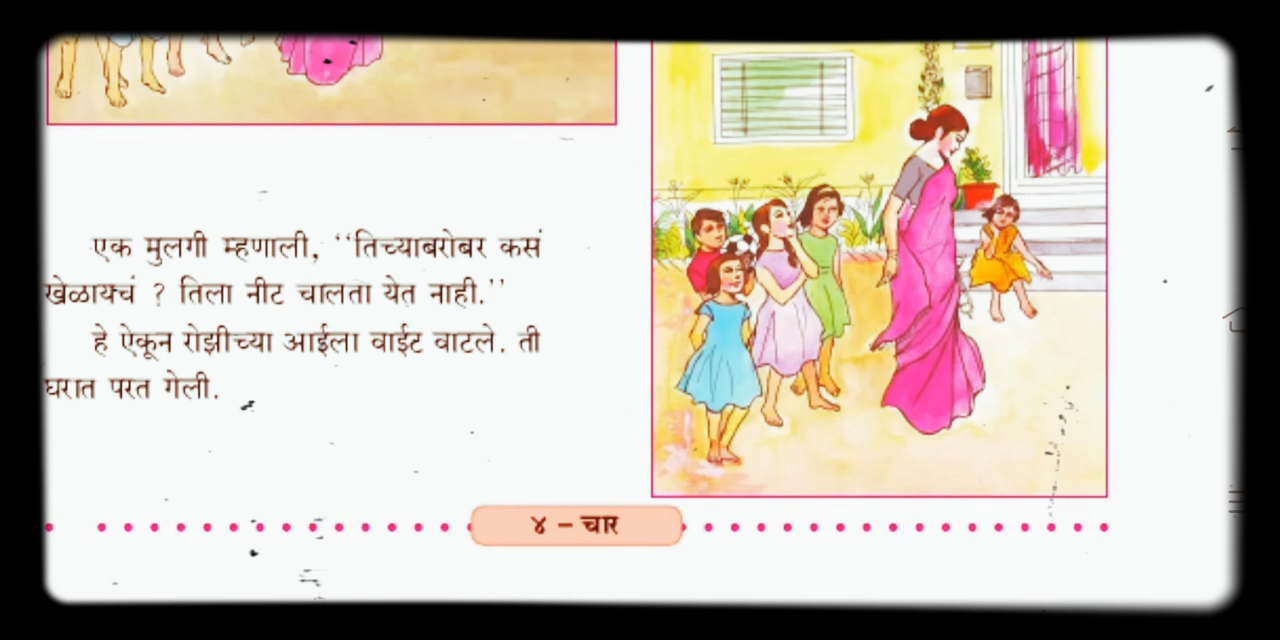 एक मुलगी म्हणाली, ‘‘तिच्याबरोबर कसं
खेळायचं ? तिला नीट चालता येत नाही.’’
हे ऐकून रोझीच्या आईला वाईट वाटले. ती
घरात परत गेली.
४ – चार